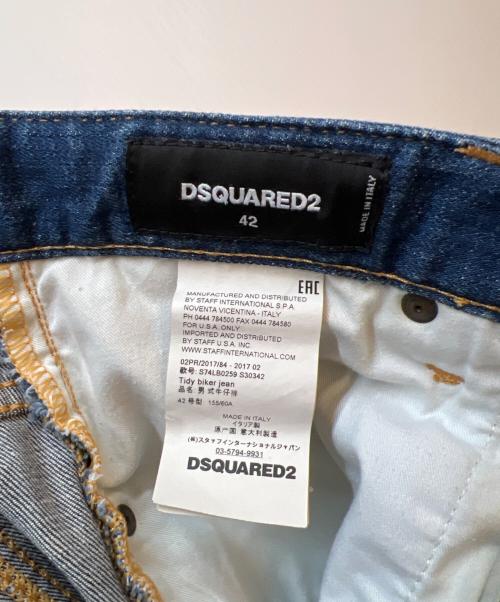 DSQUARED2
42
MADE IN ITALY
EAC
MANUFACTURED AND DISTRIBUTED
BY STAFF INTERNATIONAL S.P.A
NOVENTA VICENTINA - ITALY
PH 0444 784500 FAX 0444 784580
FOR U.S.A. ONLY
IMPORTED AND DISTRIBUTED
BY STAFF U.S.A. INC
WWW.STAFFINTERNATIONAL.COM
02PR/2017/84 - 2017 02
款号: S74LB0259 S30342
Tidy biker jean
品名: 男式牛仔裤
42 号型 155/60A
MADE IN ITALY
イタリア製
原产国 意大利製造
(株)スタッフインターナショナルジャパン
03-5794-9931
DSQUARED2